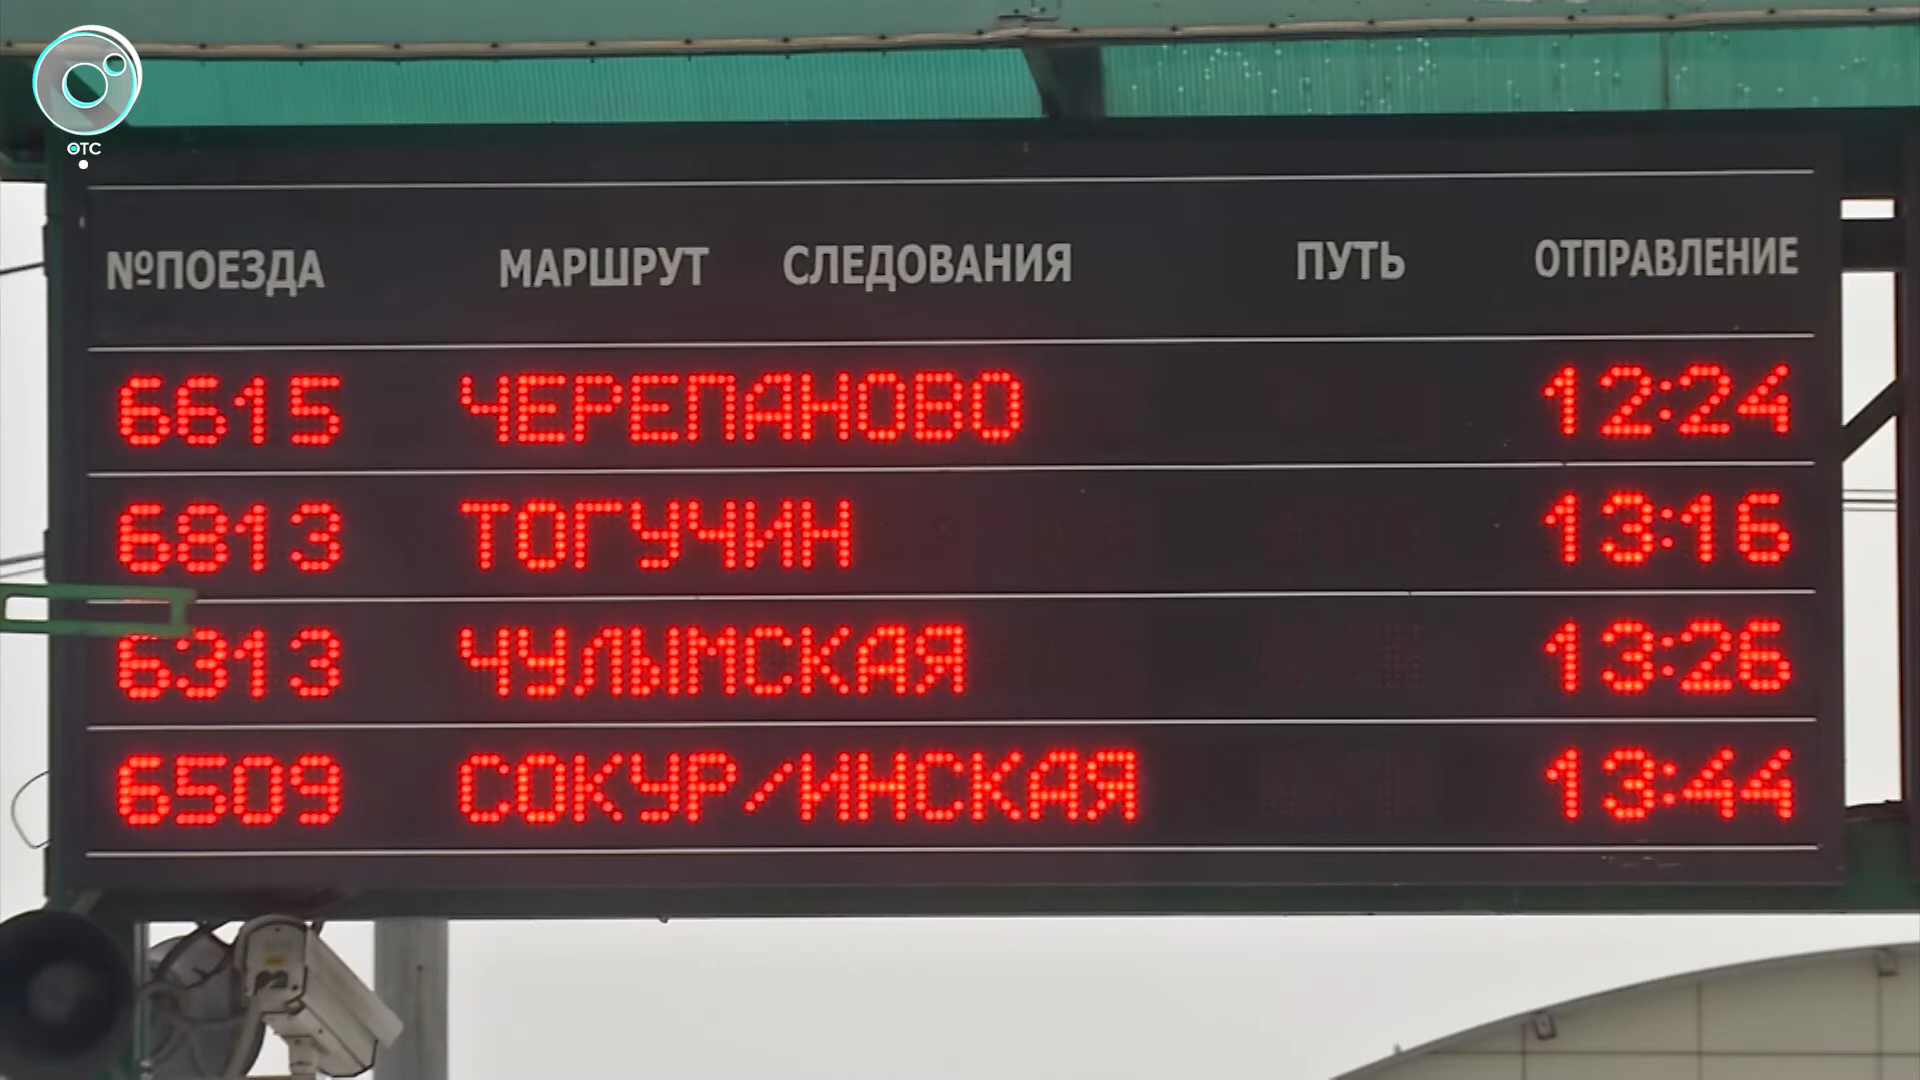 ОТС
№ПОЕЗДА МАРШРУТ СЛЕДОВАНИЯ ПУТЬ ОТПРАВЛЕНИЕ
6615 ЧЕРЕПАНОВО 12:24
6813 ТОГУЧИН 13:16
6313 ЧУЛЫМСКАЯ 13:26
6509 СОКУР/ИНСКАЯ 13:44